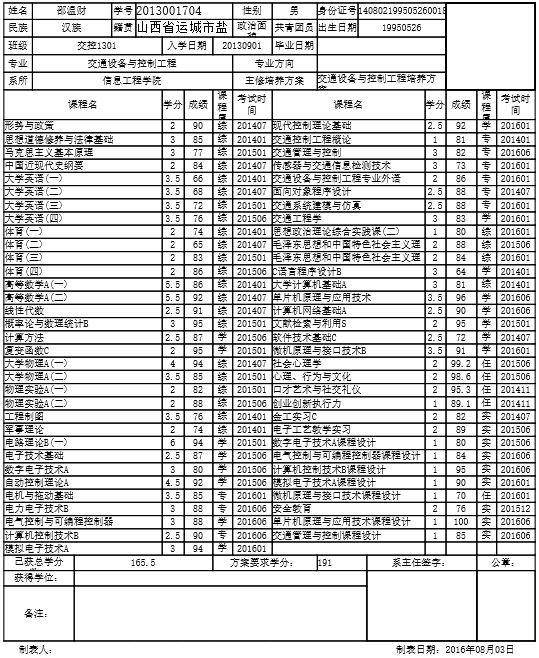 姓名 邵温财 学号 2013001704 性别 男 身份证号 140802199505260018
民族 汉族 籍贯 山西省运城市盐 政治面 共青团员 出生日期 19950526
班级 交控1301 入学日期 20130901 毕业日期
专业 交通设备与控制工程 专业方向
系所 信息工程学院 主修培养方案 交通设备与控制工程培养方
课程名 学分 成绩 课程属 考试时间 课程名 学分 成绩 课程属 考试时间
形势与政策 2 90 综 201407 现代控制理论基础 2.5 92 学 201601
思想道德修养与法律基础 3 85 综 201401 交通控制工程概论 1 81 专 201401
马克思主义基本原理 3 77 综 201501 交通管理与控制 3 82 专 201606
中国近现代史纲要 2 84 综 201407 传感器与交通信息检测技术 3 73 专 201606
大学英语(一) 3.5 66 综 201401 交通设备与控制工程专业外语 2 86 专 201601
大学英语(二) 3.5 68 综 201407 面向对象程序设计 2.5 88 专 201407
大学英语(三) 3.5 72 综 201501 交通系统建模与仿真 2.5 88 专 201601
大学英语(四) 3.5 76 综 201506 交通工程学 3 83 学 201601
体育(一) 2 74 综 201401 思想政治理论综合实践课(二) 1 80 综 201601
体育(二) 2 65 综 201407 毛泽东思想和中国特色社会主义理 2 88 综 201506
体育(三) 2 83 综 201501 毛泽东思想和中国特色社会主义理 2 84 综 201601
体育(四) 2 86 综 201506 C语言程序设计B 3 64 学 201401
高等数学A(一) 5.5 86 综 201401 大学计算机基础A 3 81 综 201401
高等数学A(二) 5.5 92 综 201407 单片机原理与应用技术 3.5 96 学 201606
线性代数 2.5 91 综 201407 计算机网络基础A 2.5 90 学 201606
概率论与数理统计B 3 95 综 201501 文献检索与利用S 2 95 学 201501
计算方法 2.5 87 学 201506 软件技术基础C 2.5 72 学 201407
复变函数C 2 95 学 201501 微机原理与接口技术B 3.5 91 学 201601
大学物理A(一) 4 94 综 201407 社会心理学 2 99.2 任 201506
大学物理A(二) 3.5 85 综 201501 心理、行为与文化 2 98.6 任 201506
物理实验A(一) 2 82 综 201501 口才艺术与社交礼仪 2 95.3 任 201411
物理实验A(二) 2 88 综 201506 创业创新执行力 1 89.1 任 201411
工程制图 3.5 76 综 201401 金工实习C 2 82 实 201407
军事理论 2 74 综 201401 电子工艺教学实习 2 89 实 201506
电路理论B(一) 6 94 学 201501 数字电子技术A课程设计 1 80 实 201506
电子技术基础 2.5 87 学 201506 电气控制与可编程控制器课程设计 1 84 实 201606
数字电子技术A 3 80 学 201506 计算机控制技术B课程设计 1 95 实 201606
自动控制理论A 4.5 92 学 201506 模拟电子技术A课程设计 1 90 实 201601
电机与拖动基础 3.5 85 专 201601 微机原理与接口技术课程设计 1 70 任 201601
电力电子技术B 3 88 专 201606 安全教育 2 76 实 201512
电气控制与可编程控制器 3 88 学 201606 单片机原理与应用技术课程设计 1 100 实 201606
计算机控制技术B 2.5 90 专 201606 交通管理与控制课程设计 1 85 实 201606
模拟电子技术A 3 94 学 201601
已获总学分 165.5 方案要求学分: 191 系主任签字: 公章:
获得学位:
备注:
制表人: 制表日期: 2016年08月03日